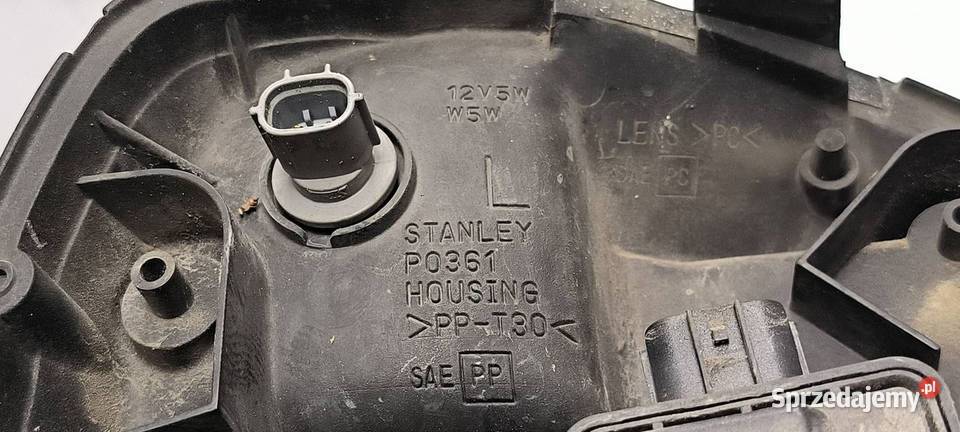 12V5W
W5W
LENS >PC<
SAE PC
L
STANLEY
P0361
HOUSING
>PP-T30<
SAE PP
Sprzedajemy.pl